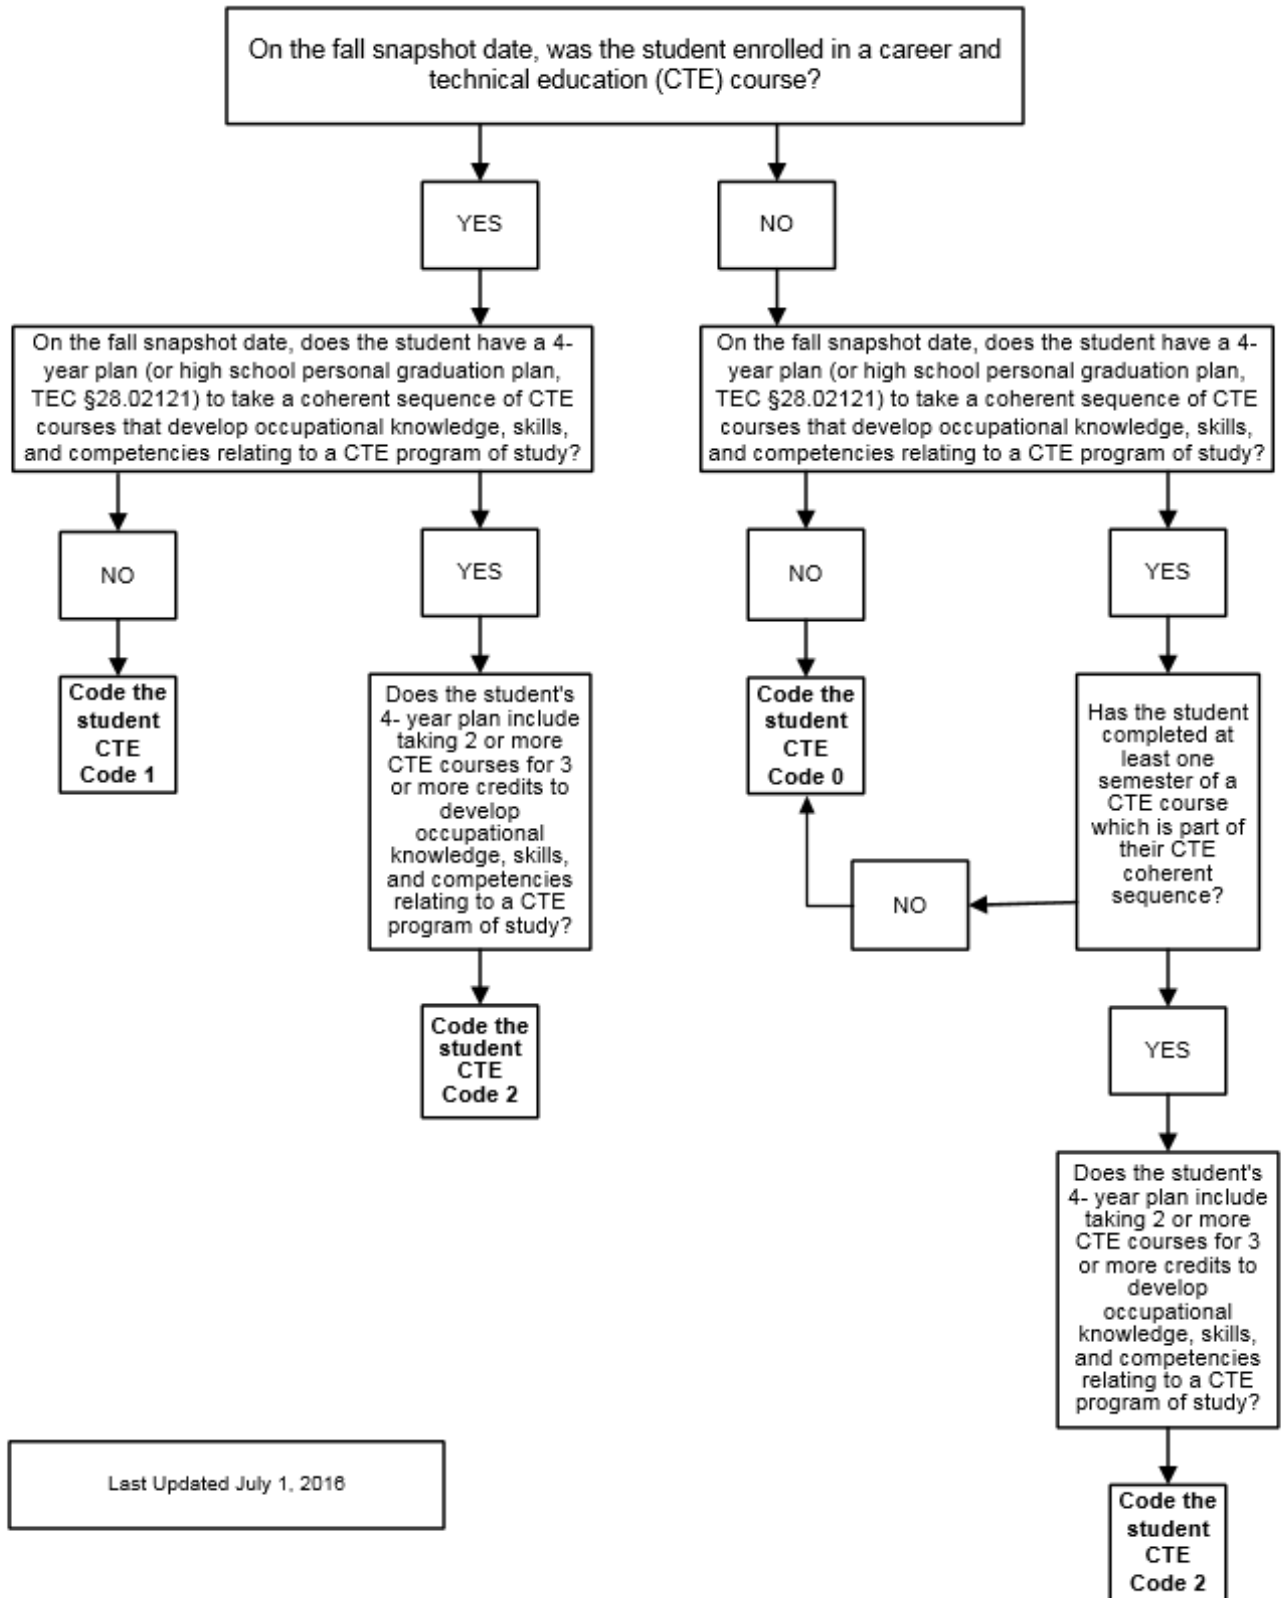 On the fall snapshot date, was the student enrolled in a career and
technical education (CTE) course?
YES
NO
On the fall snapshot date, does the student have a 4-
year plan (or high school personal graduation plan,
TEC §28.02121) to take a coherent sequence of CTE
courses that develop occupational knowledge, skills,
and competencies relating to a CTE program of study?
On the fall snapshot date, does the student have a 4-
year plan (or high school personal graduation plan,
TEC §28.02121) to take a coherent sequence of CTE
courses that develop occupational knowledge, skills,
and competencies relating to a CTE program of study?
NO
YES
NO
YES
Code the
student
CTE
Code 1
Does the student's
4- year plan include
taking 2 or more
CTE courses for 3
or more credits to
develop
occupational
knowledge, skills,
and competencies
relating to a CTE
program of study?
Code the
student
CTE
Code 0
Has the student
completed at
least one
semester of a
CTE course
which is part of
their CTE
coherent
sequence?
NO
Code the
student
CTE
Code 2
YES
Does the student's
4- year plan include
taking 2 or more
CTE courses for 3
or more credits to
develop
occupational
knowledge, skills,
and competencies
relating to a CTE
program of study?
Last Updated July 1, 2016
Code the
student
CTE
Code 2